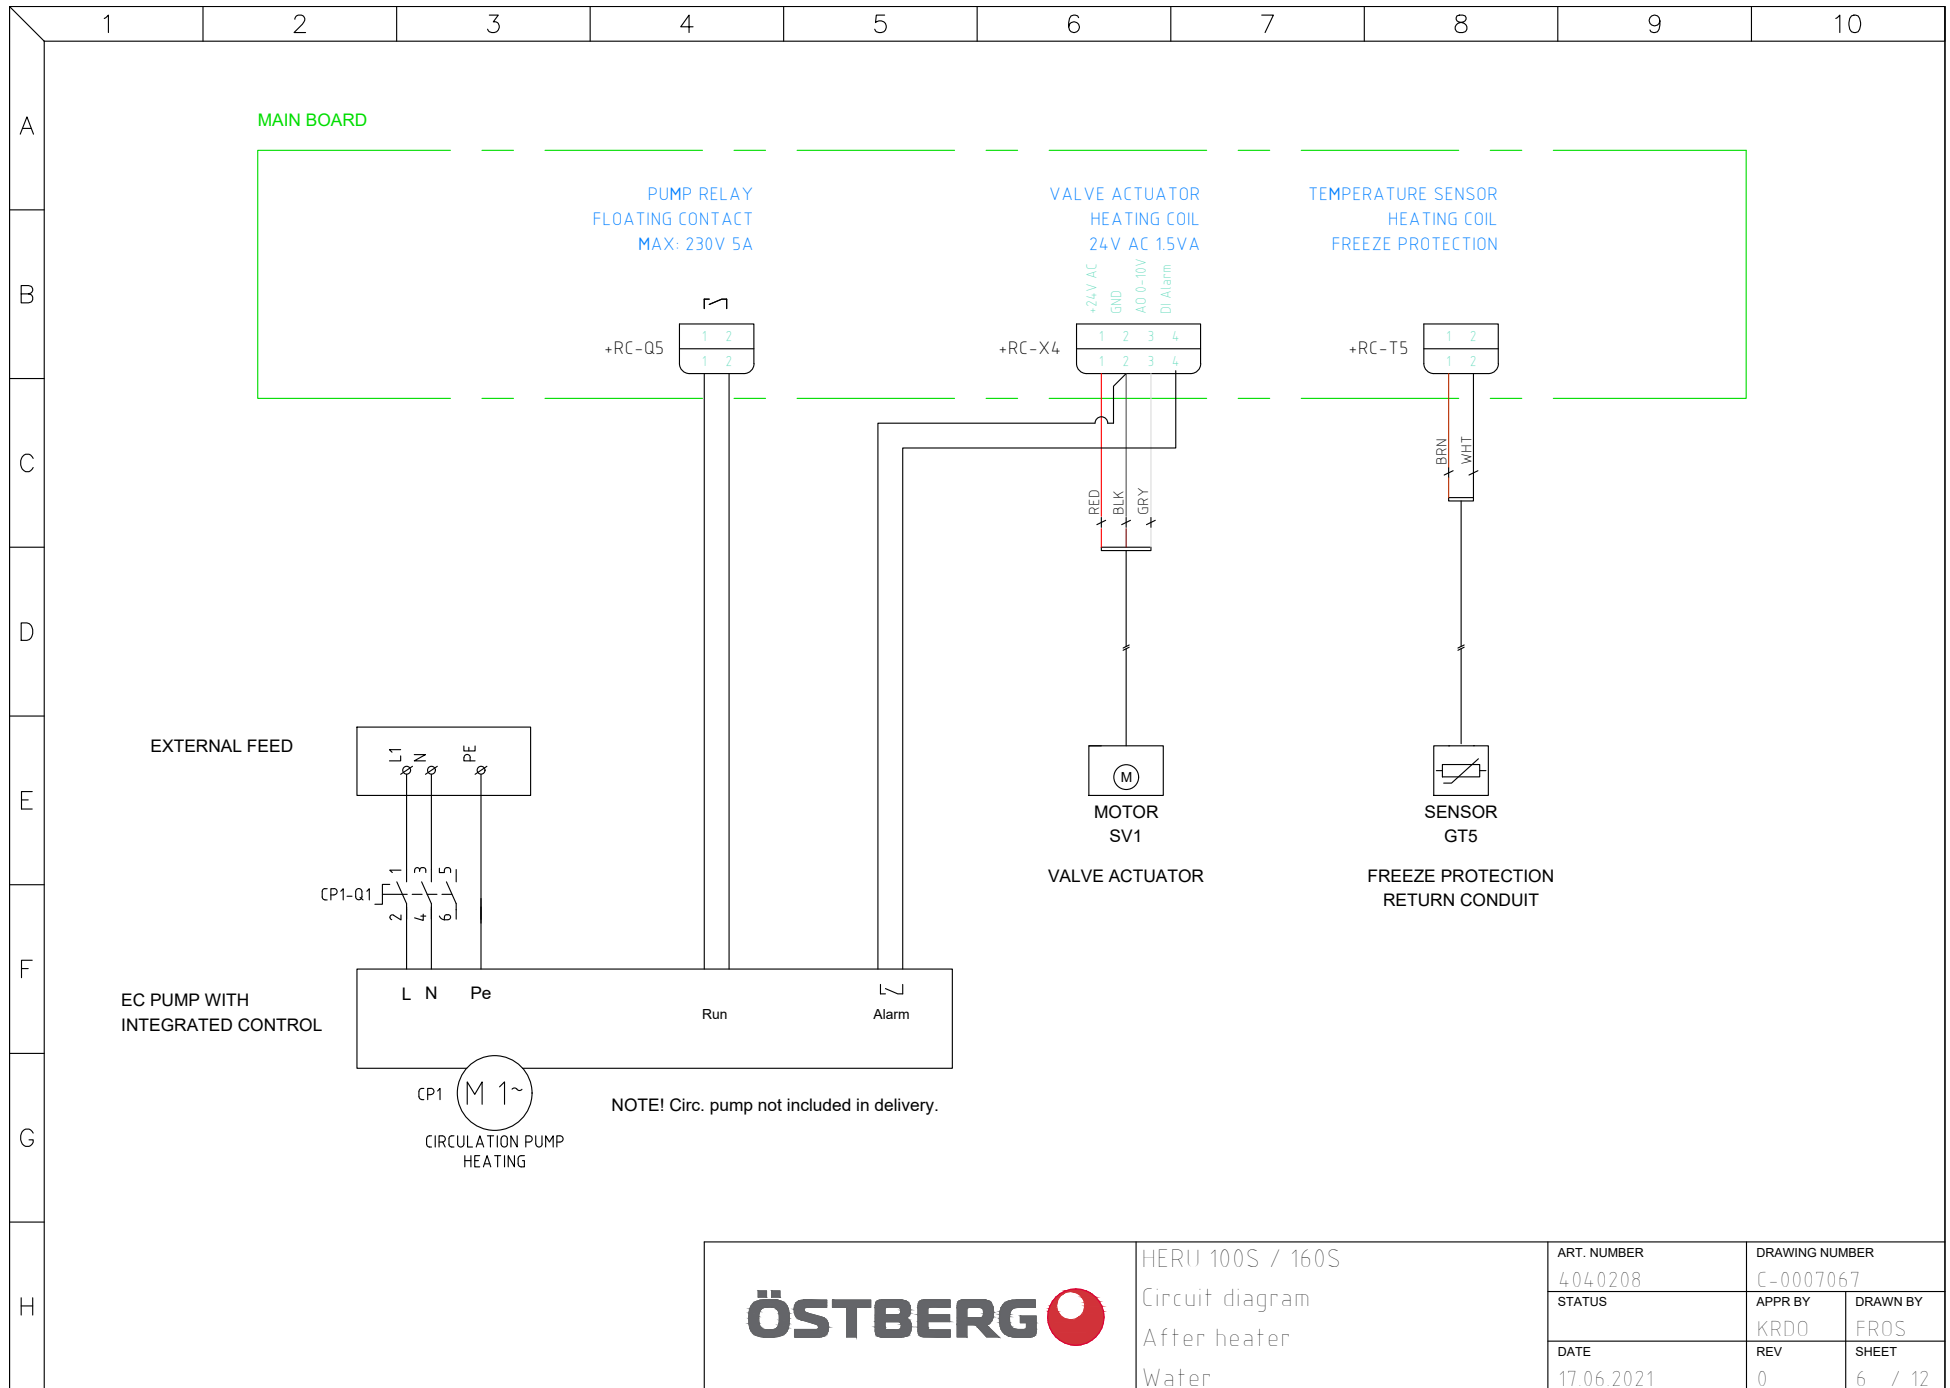 1 2 3 4 5 6 7 8 9 10
A
MAIN BOARD
PUMP RELAY
FLOATING CONTACT
MAX: 230V 5A
VALVE ACTUATOR
HEATING COIL
24V AC 1.5VA
TEMPERATURE SENSOR
HEATING COIL
FREEZE PROTECTION
B
+24V AC
GND
AO 0-10V
DI Alarm
+RC-Q5
1 2
1 2
+RC-X4
1 2 3 4
1 2 3 4
+RC-T5
1 2
1 2
C
RED
BLK
GRY
BRN
WHT
D
EXTERNAL FEED
L1
N
PE
E
M
MOTOR
SV1
VALVE ACTUATOR
SENSOR
GT5
FREEZE PROTECTION
RETURN CONDUIT
CP1-Q1
1 3 5
2 4 6
F
EC PUMP WITH
INTEGRATED CONTROL
L N Pe
Run
Alarm
CP1
M 1~
NOTE! Circ. pump not included in delivery.
G
CIRCULATION PUMP
HEATING
H
ÖSTBERG
HERU 100S / 160S
Circuit diagram
After heater
Water
ART. NUMBER
4040208
DRAWING NUMBER
C-0007067
STATUS
APPR BY
KRDO
DRAWN BY
FROS
DATE
17.06.2021
REV
0
SHEET
6 / 12